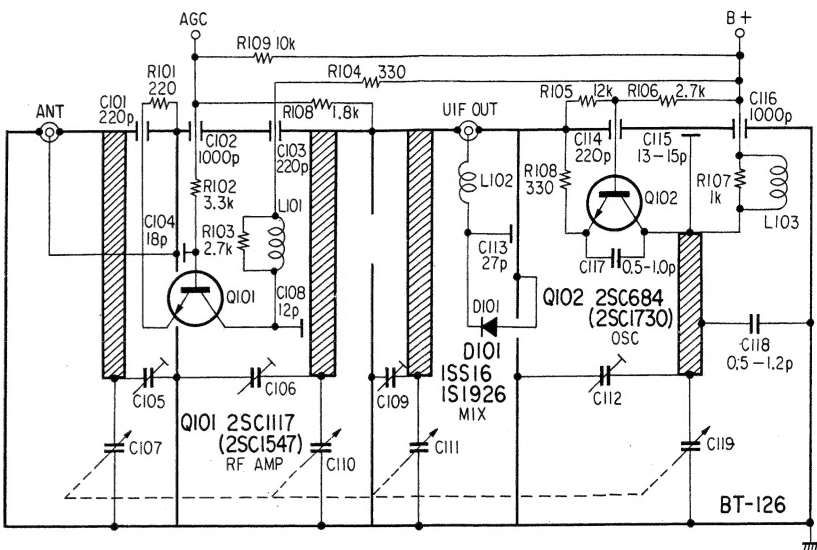 AGC
B+
R109 10k
R104 330
R101
220
R105
12k
R106
2.7k
ANT
C101
220p
R108
1.8k
UIF OUT
C116
1000p
C102
1000p
C103
220p
C114
220p
C115
13-15p
R102
3.3k
L102
R108
330
Q102
R107
1k
L103
L101
C104
18p
R103
2.7k
C113
27p
C117
0.5-1.0p
Q101
C108
12p
D101
Q102 2SC684
(2SC1730)
OSC
D101
1SS16
1S1926
MIX
C118
0.5-1.2p
C105
C106
C109
C112
Q101 2SC1117
(2SC1547)
RF AMP
C107
C110
C111
C119
BT-126